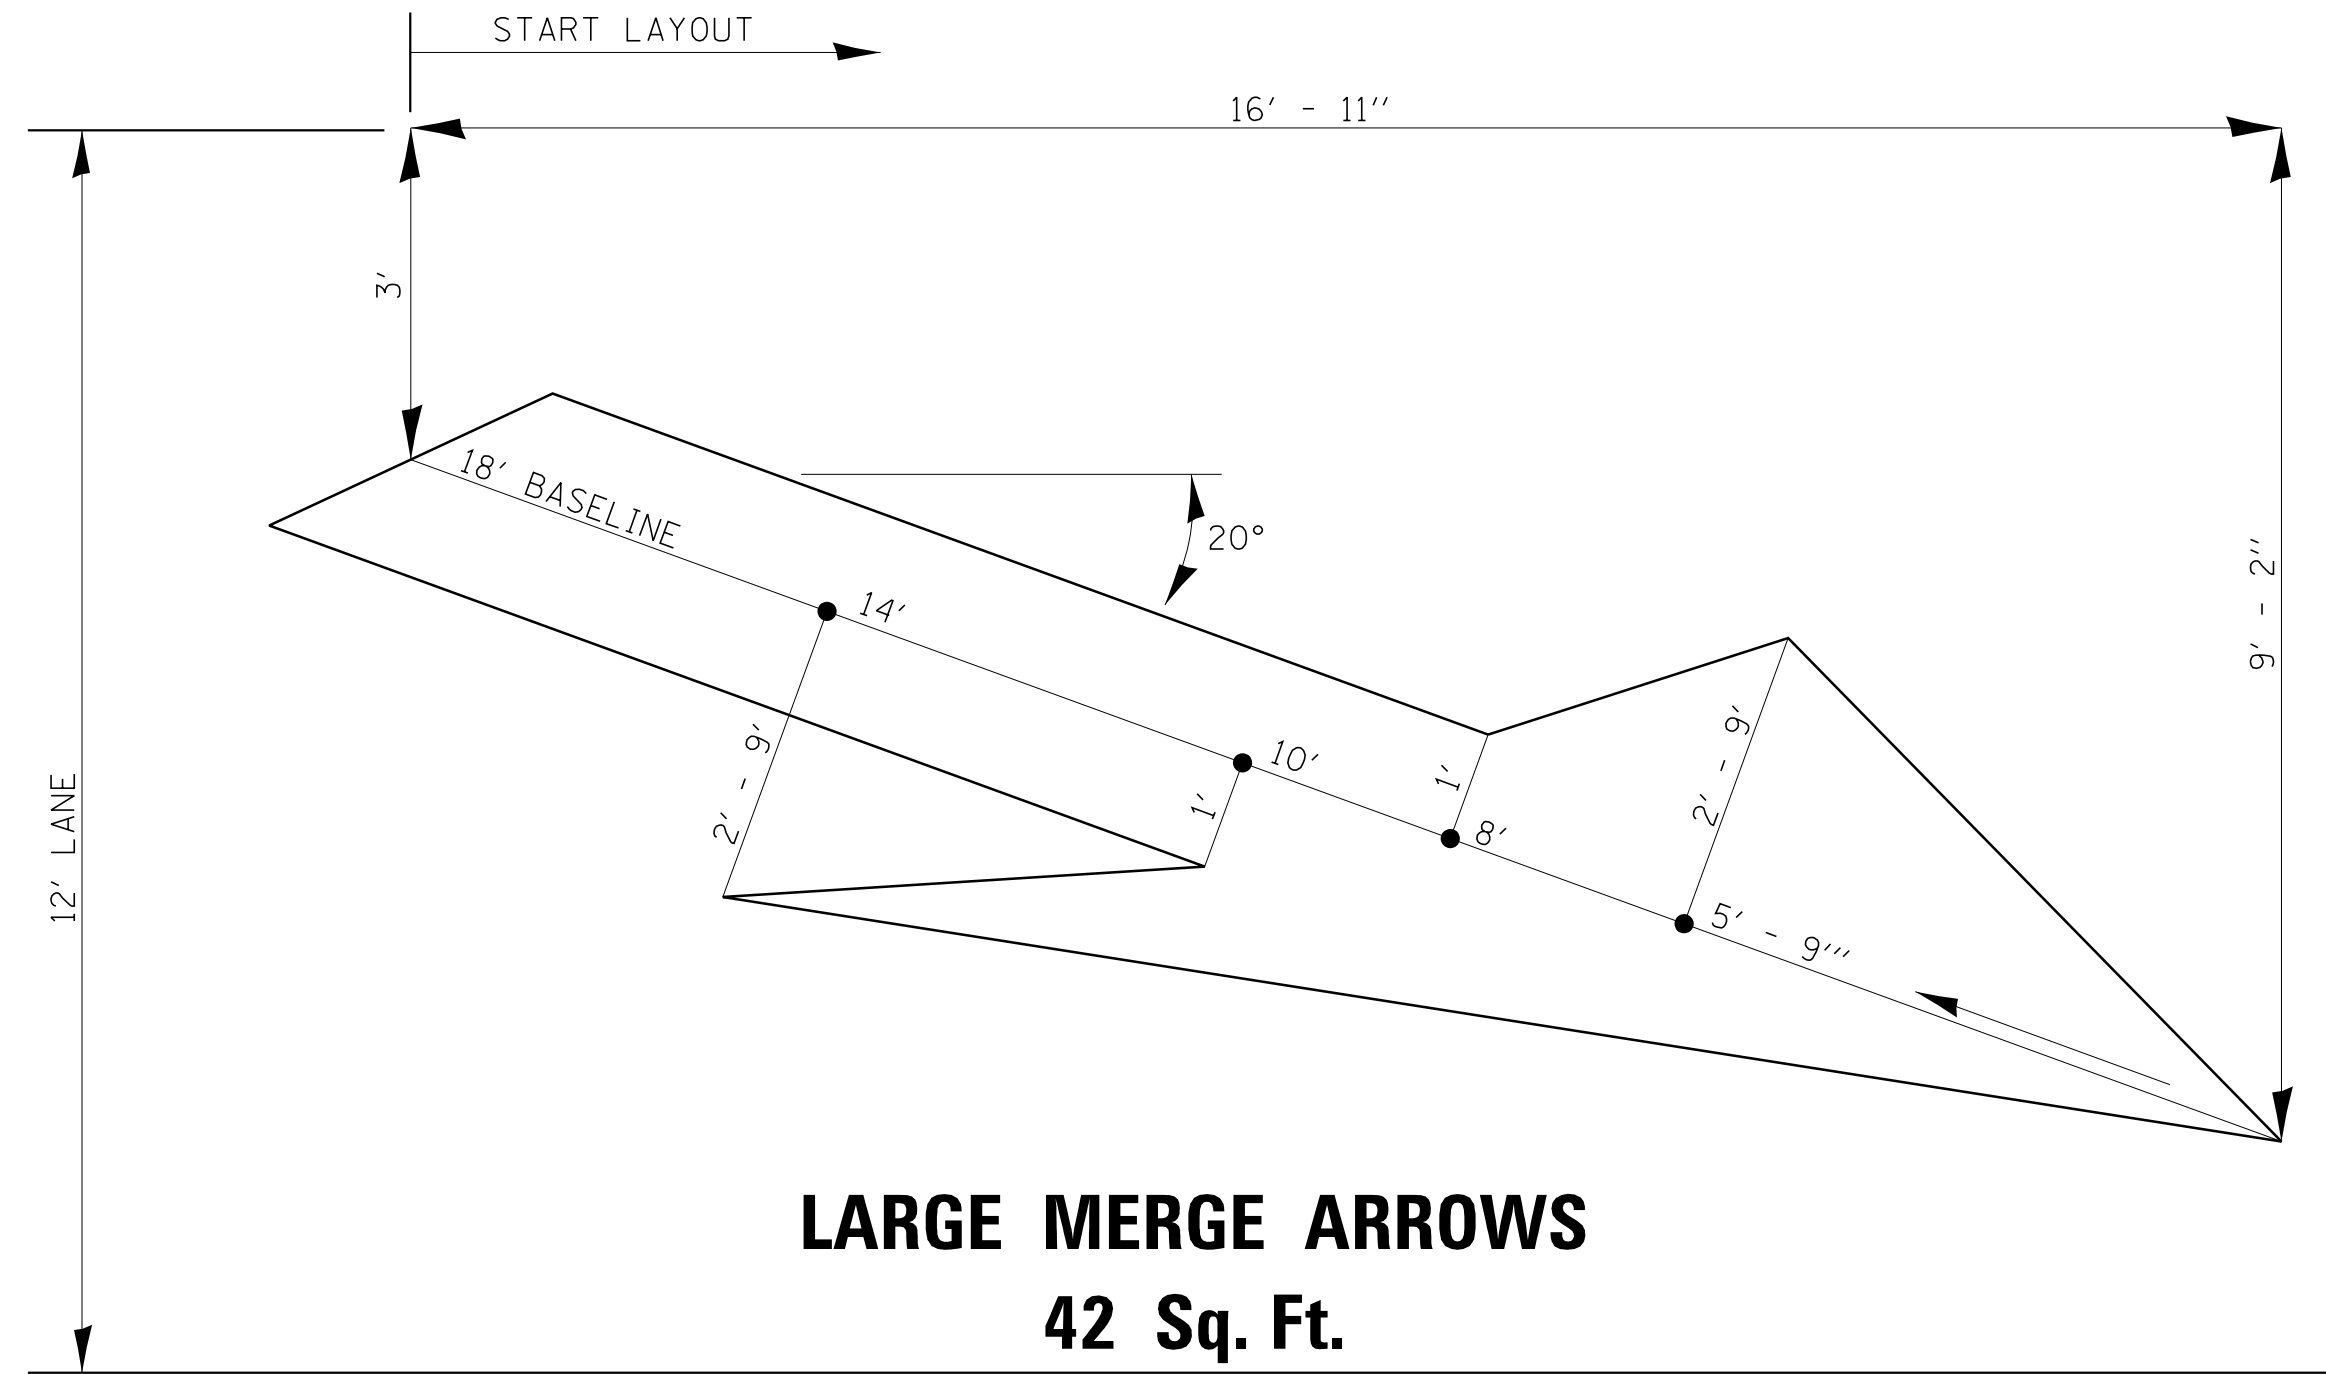 START LAYOUT
16' - 11''
3'
18' BASELINE
20°
14'
9' - 2''
2' - 9'
10'
1'
1'
2' - 9'
8'
5' - 9'''
12' LANE
LARGE MERGE ARROWS
42 Sq. Ft.